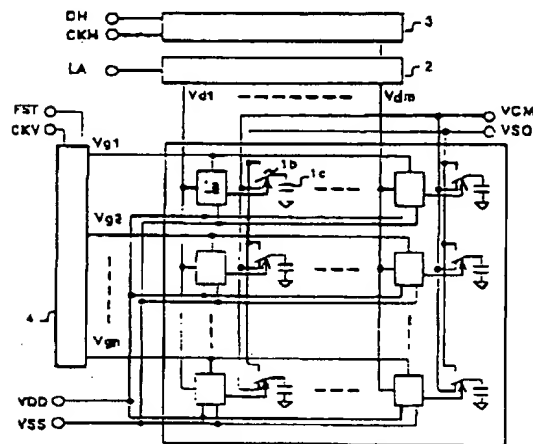 DH
CKH
3
LA
2
Vd1
Vdm
FST
CKV
VCM
VSO
Vg1
1a
1b
1c
Vg2
4
Vgn
VDD
VSS